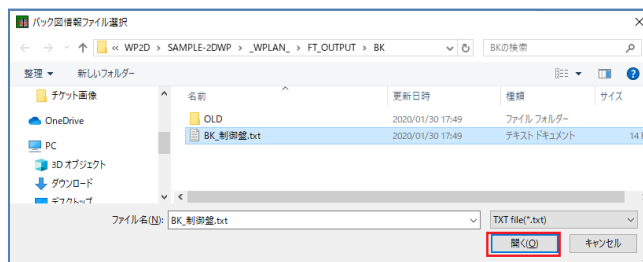 バック図情報ファイル選択
« WP2D > SAMPLE-2DWP > _WPLAN_ > FT_OUTPUT > BK
BKの検索
整理 新しいフォルダー
チケット画像
OneDrive
PC
3D オブジェクト
ダウンロード
デスクトップ
名前 更新日時 種類 サイズ
OLD 2020/01/30 17:49 ファイル フォルダー
BK_制御盤.txt 2020/01/30 17:49 テキスト ドキュメント 14
ファイル名(N): BK_制御盤.txt TXT file(*.txt)
開く(O) キャンセル